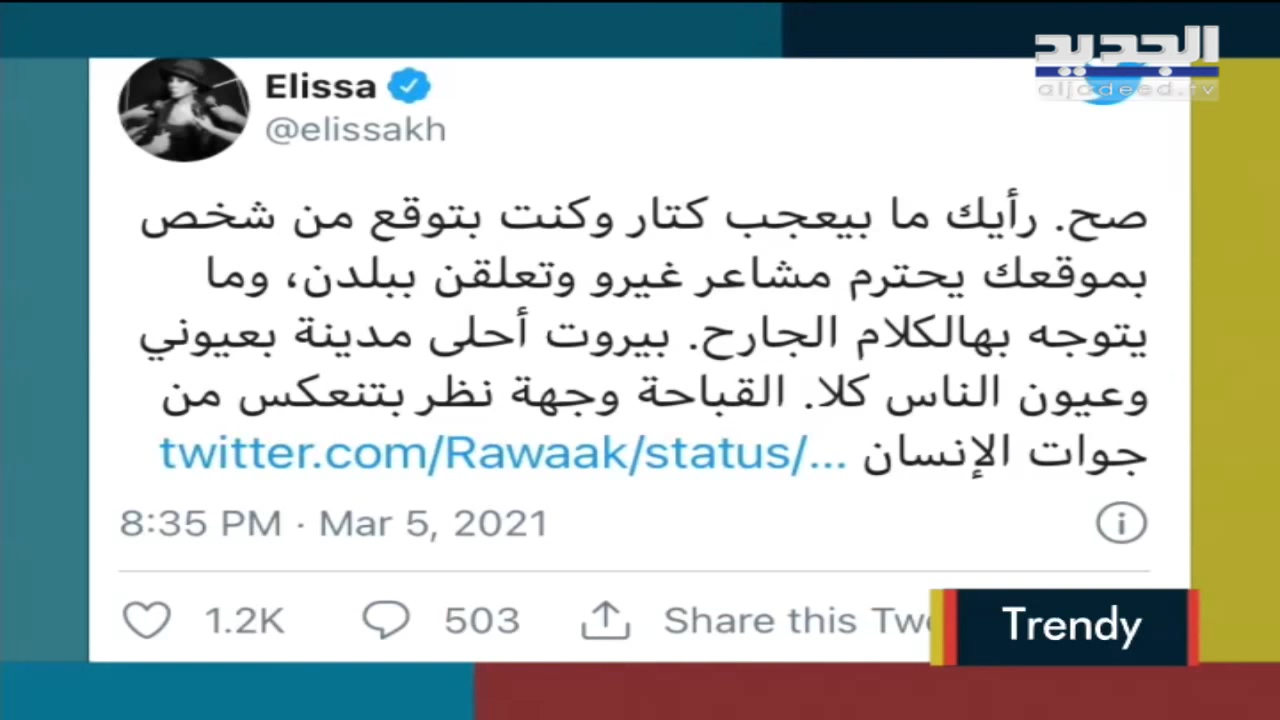 الجديد
aljadeed.tv
Elissa
@elissakh
صح. رأيك ما بيعجب كتار وكنت بتوقع من شخص
بموقعك يحترم مشاعر غيرو وتعلقن ببلدن، وما
يتوجه بهالكلام الجارح. بيروت أحلى مدينة بعيوني
وعيون الناس كلا. القباحة وجهة نظر بتنعكس من
جوات الإنسان twitter.com/Rawaak/status/...
8:35 PM · Mar 5, 2021
1.2K 503 Share this Twe
Trendy